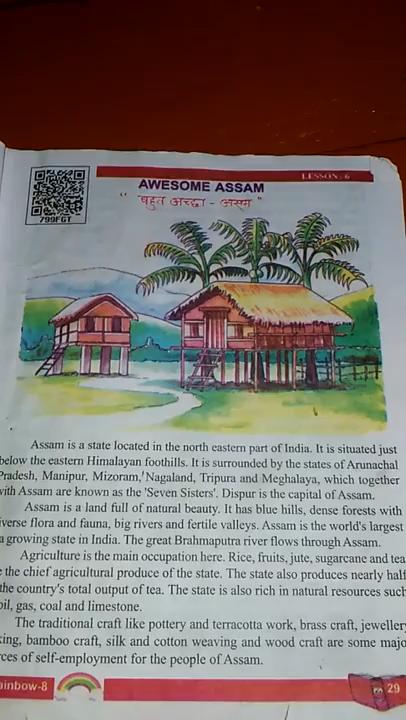 LESSON - 6
799FGT
AWESOME ASSAM
" बहुत अच्छा - असम "
Assam is a state located in the north eastern part of India. It is situated just
below the eastern Himalayan foothills. It is surrounded by the states of Arunachal
Pradesh, Manipur, Mizoram, Nagaland, Tripura and Meghalaya, which together
with Assam are known as the 'Seven Sisters'. Dispur is the capital of Assam.
Assam is a land full of natural beauty. It has blue hills, dense forests with
iverse flora and fauna, big rivers and fertile valleys. Assam is the world's largest
a growing state in India. The great Brahmaputra river flows through Assam.
Agriculture is the main occupation here. Rice, fruits, jute, sugarcane and tea
e the chief agricultural produce of the state. The state also produces nearly half
the country's total output of tea. The state is also rich in natural resources such
oil, gas, coal and limestone.
The traditional craft like pottery and terracotta work, brass craft, jewellery
king, bamboo craft, silk and cotton weaving and wood craft are some majo
rces of self-employment for the people of Assam.
ainbow-8
29